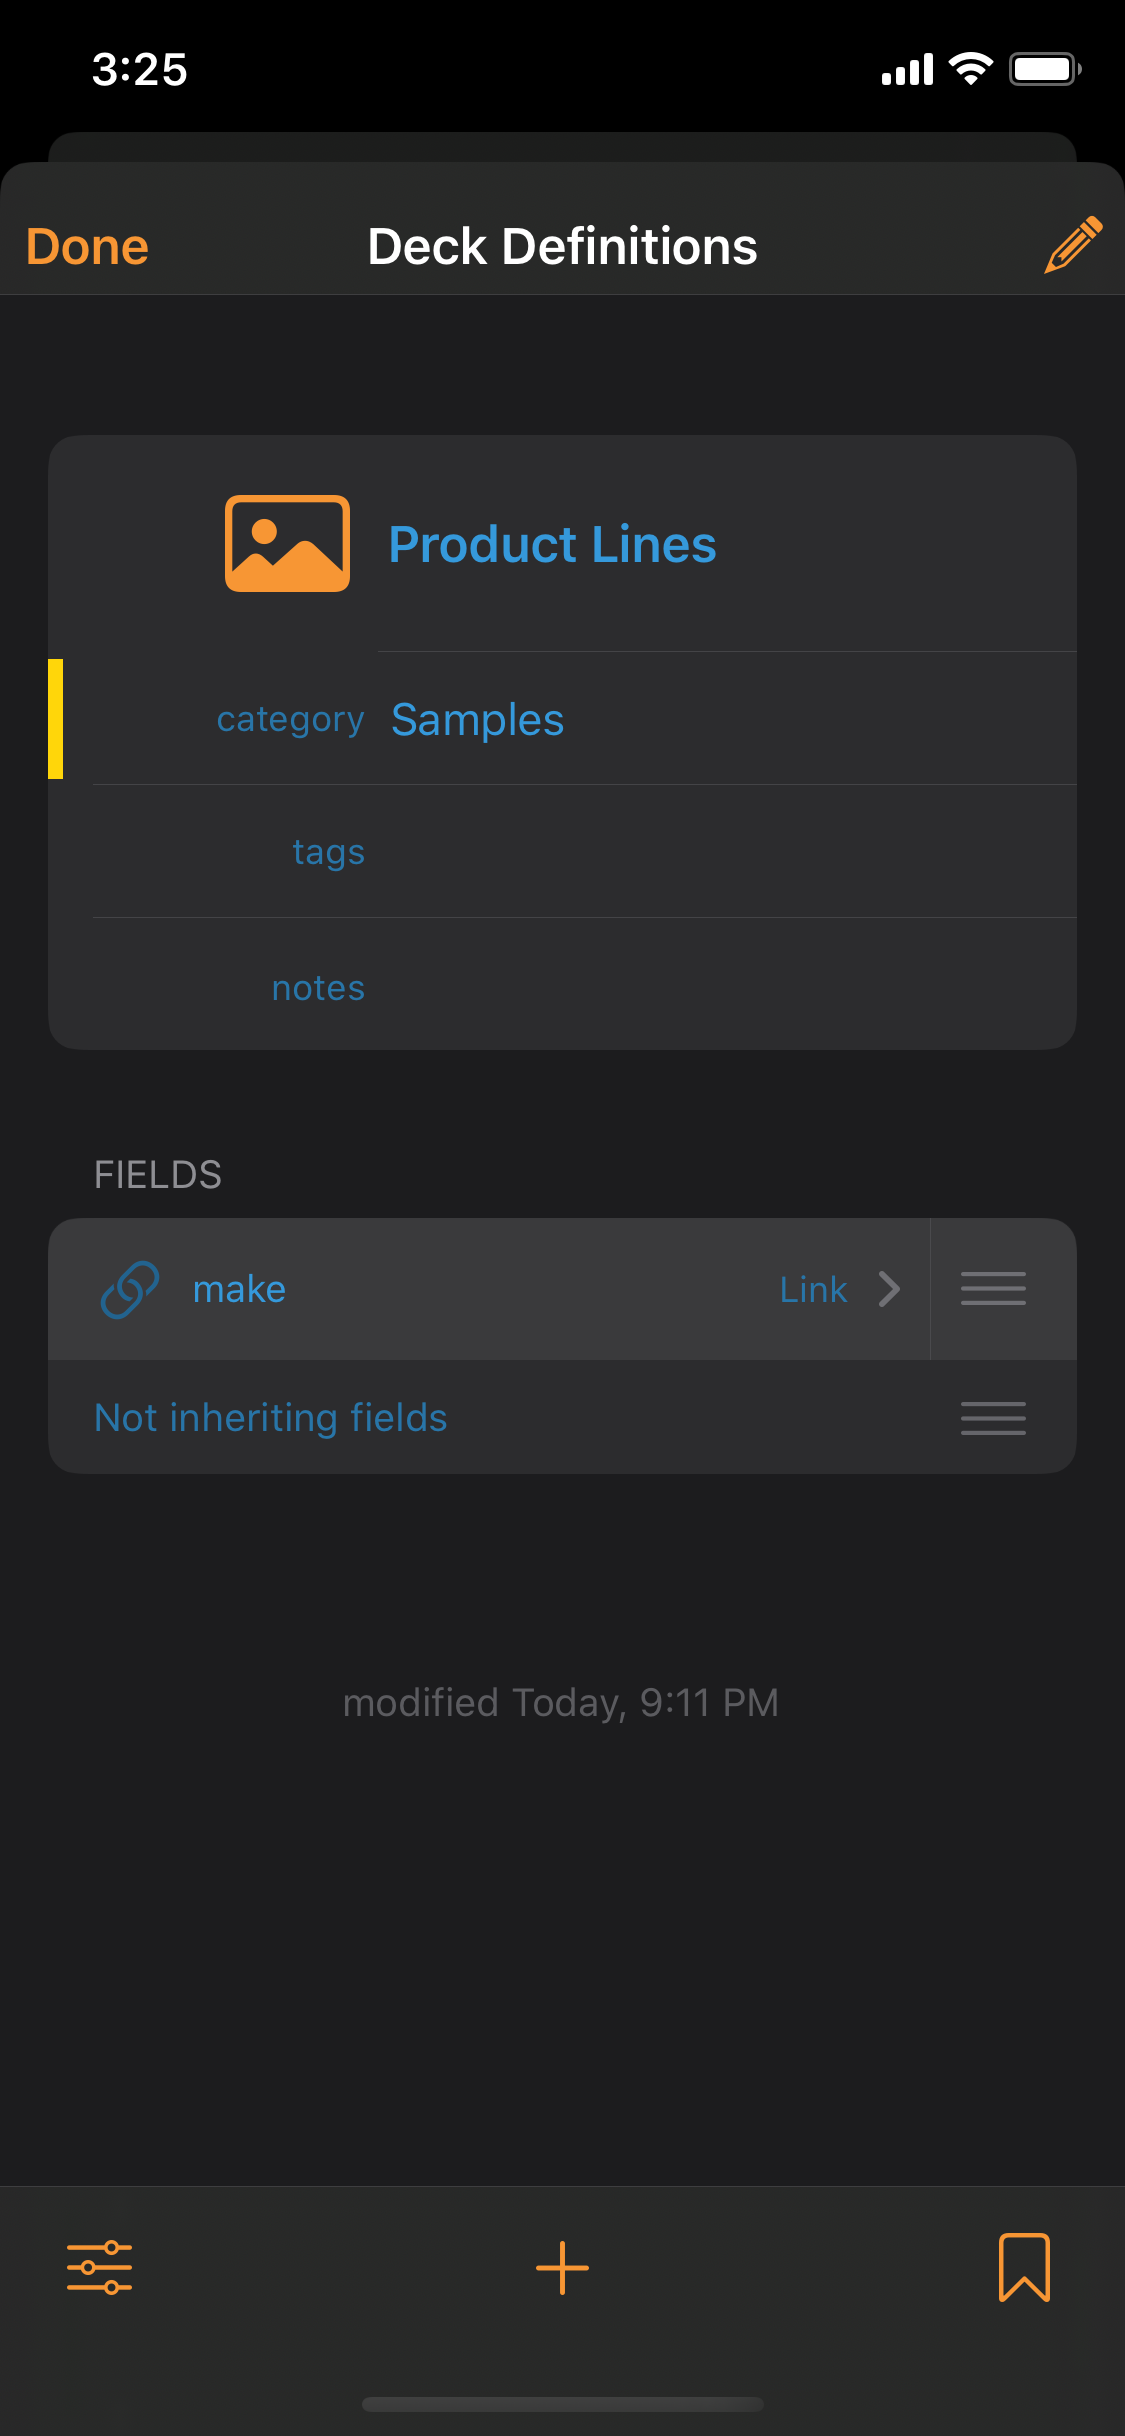 3:25
Done
Deck Definitions
Product Lines
category Samples
tags
notes
FIELDS
make Link
Not inheriting fields
modified Today, 9:11 PM